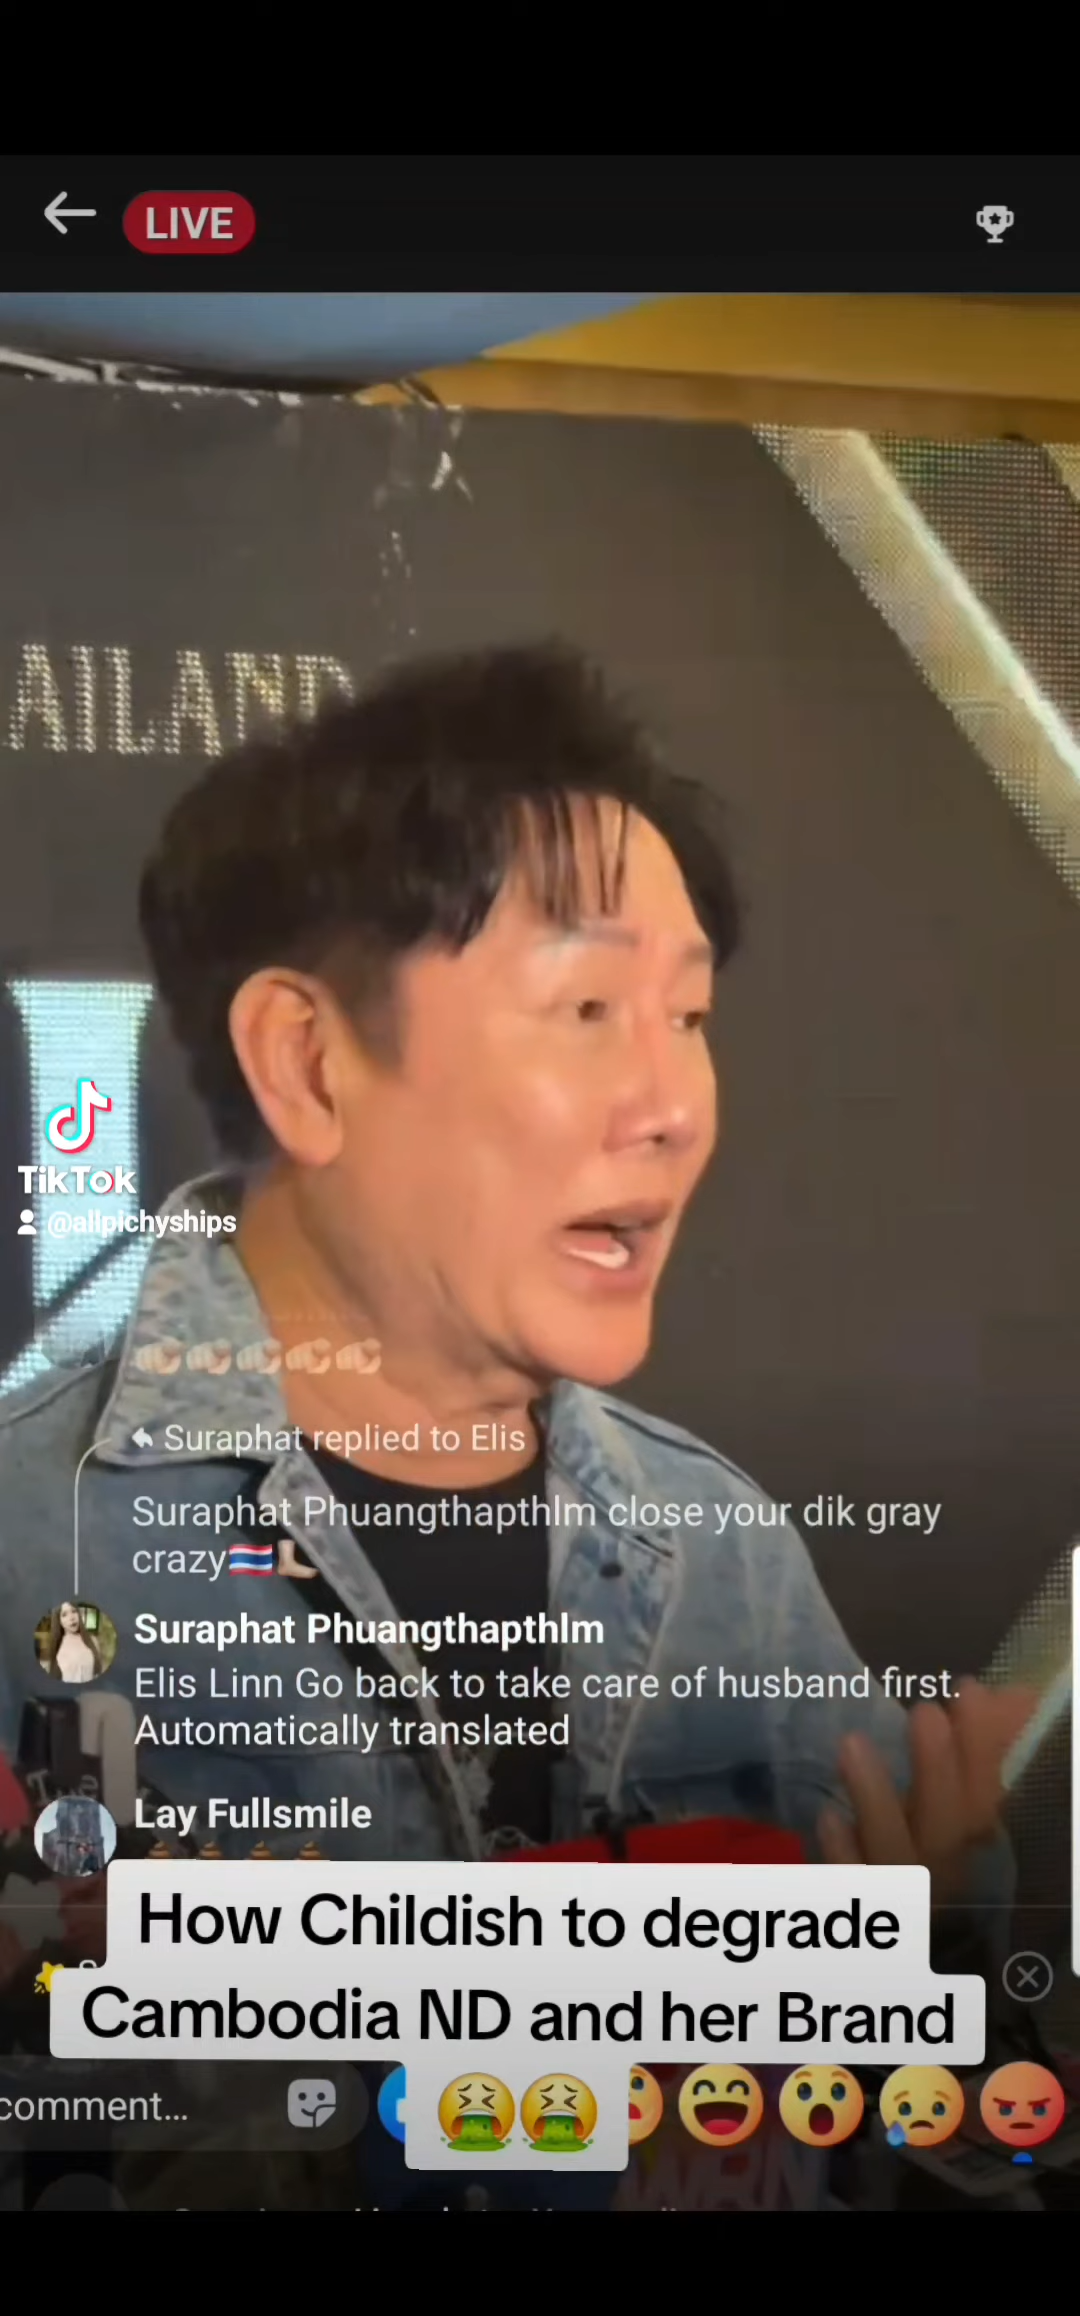 LIVE
AILAND
TikTok
@allpichyships
Suraphat replied to Elis
Suraphat Phuangthapthlm close your dik gray
crazy🇹🇭🦶🏼
Suraphat Phuangthapthlm
Elis Linn Go back to take care of husband first.
Automatically translated
Lay Fullsmile
How Childish to degrade
Cambodia ND and her Brand
🤮🤮
comment...